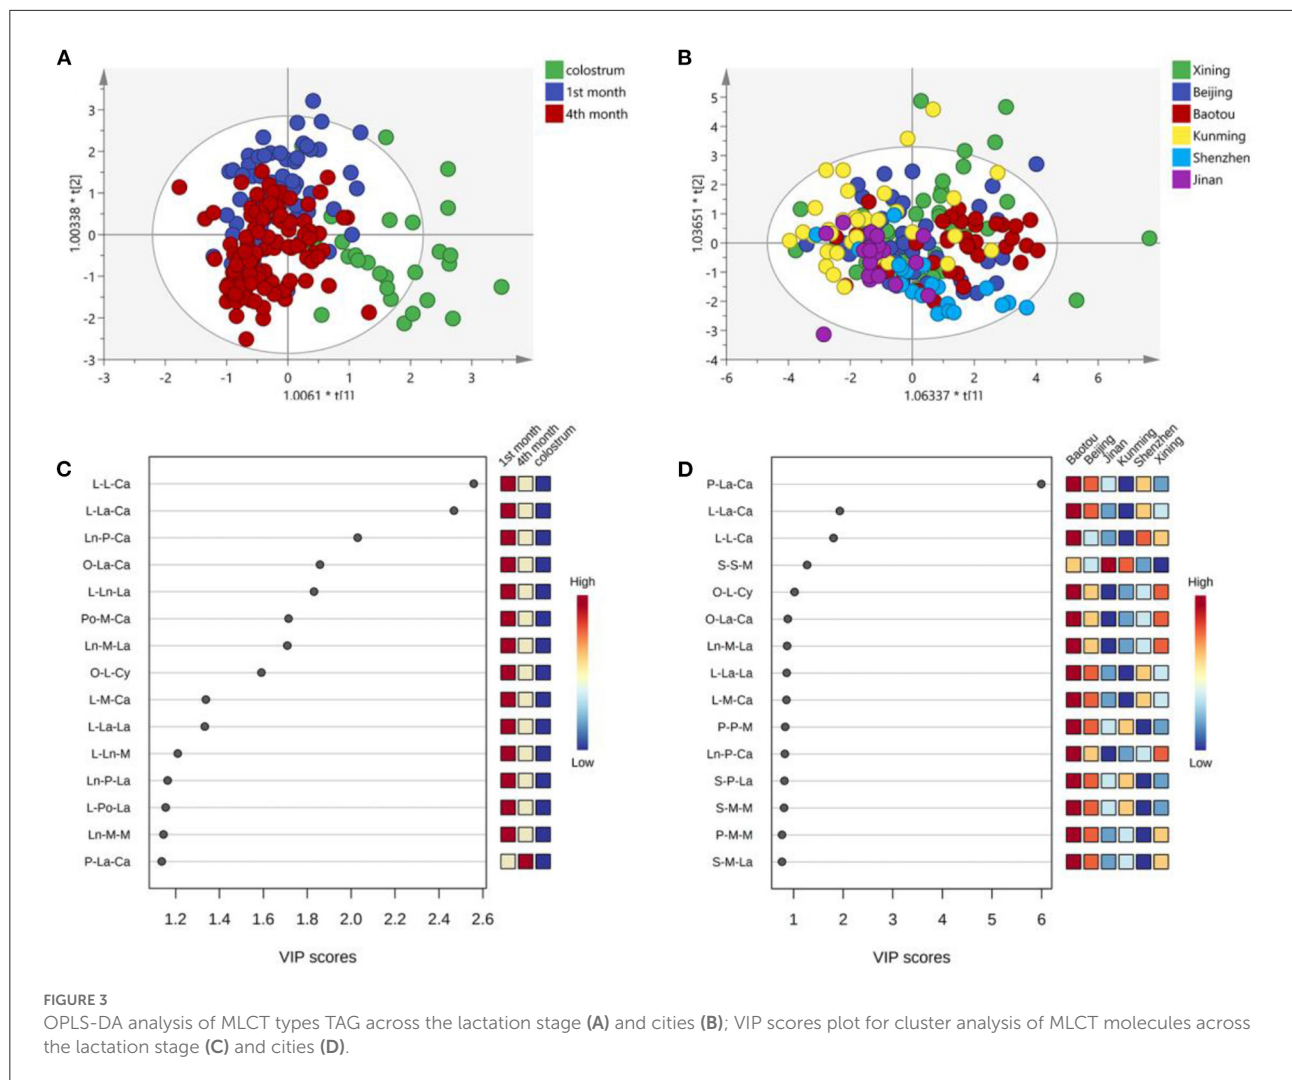 A
colostrum
1st month
4th month
3
2
1
0
-1
-2
-3
-3
-2
-1
0
1
2
3
1.00338 * t[2]
1.0061 * t[1]
B
Xining
Beijing
Baotou
Kunming
Shenzhen
Jinan
5
4
3
2
1
0
-1
-2
-3
-4
-6
-4
-2
0
2
4
6
1.03651 * t[2]
1.06337 * t[1]
C
1st month
4th month
colostrum
L-L-Ca
L-La-Ca
Ln-P-Ca
O-La-Ca
L-Ln-La
Po-M-Ca
Ln-M-La
O-L-Cy
L-M-Ca
L-La-La
L-Ln-M
Ln-P-La
L-Po-La
Ln-M-M
P-La-Ca
1.2 1.4 1.6 1.8 2.0 2.2 2.4 2.6
VIP scores
High
Low
D
Baotou
Beijing
Jinan
Kunming
Shenzhen
Xining
P-La-Ca
L-La-Ca
L-L-Ca
S-S-M
O-L-Cy
O-La-Ca
Ln-M-La
L-La-La
L-M-Ca
P-P-M
Ln-P-Ca
S-P-La
S-M-M
P-M-M
S-M-La
1 2 3 4 5 6
VIP scores
High
Low
FIGURE 3
OPLS-DA analysis of MLCT types TAG across the lactation stage (A) and cities (B); VIP scores plot for cluster analysis of MLCT molecules across
the lactation stage (C) and cities (D).